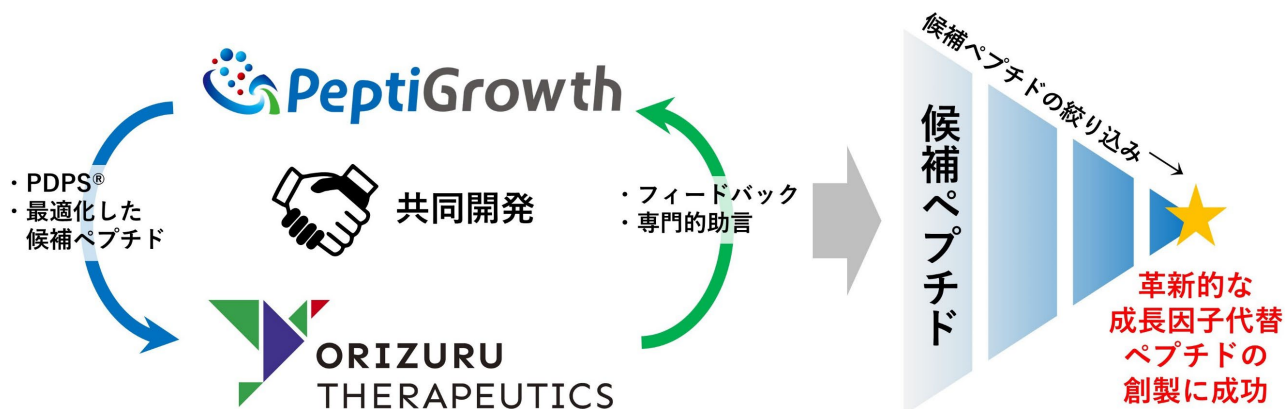 PeptiGrowth
・PDPS®
・最適化した
候補ペプチド
共同開発
・フィードバック
・専門的助言
ORIZURU
THERAPEUTICS
候補ペプチド
候補ペプチドの絞り込み →
革新的な
成長因子代替
ペプチドの
創製に成功